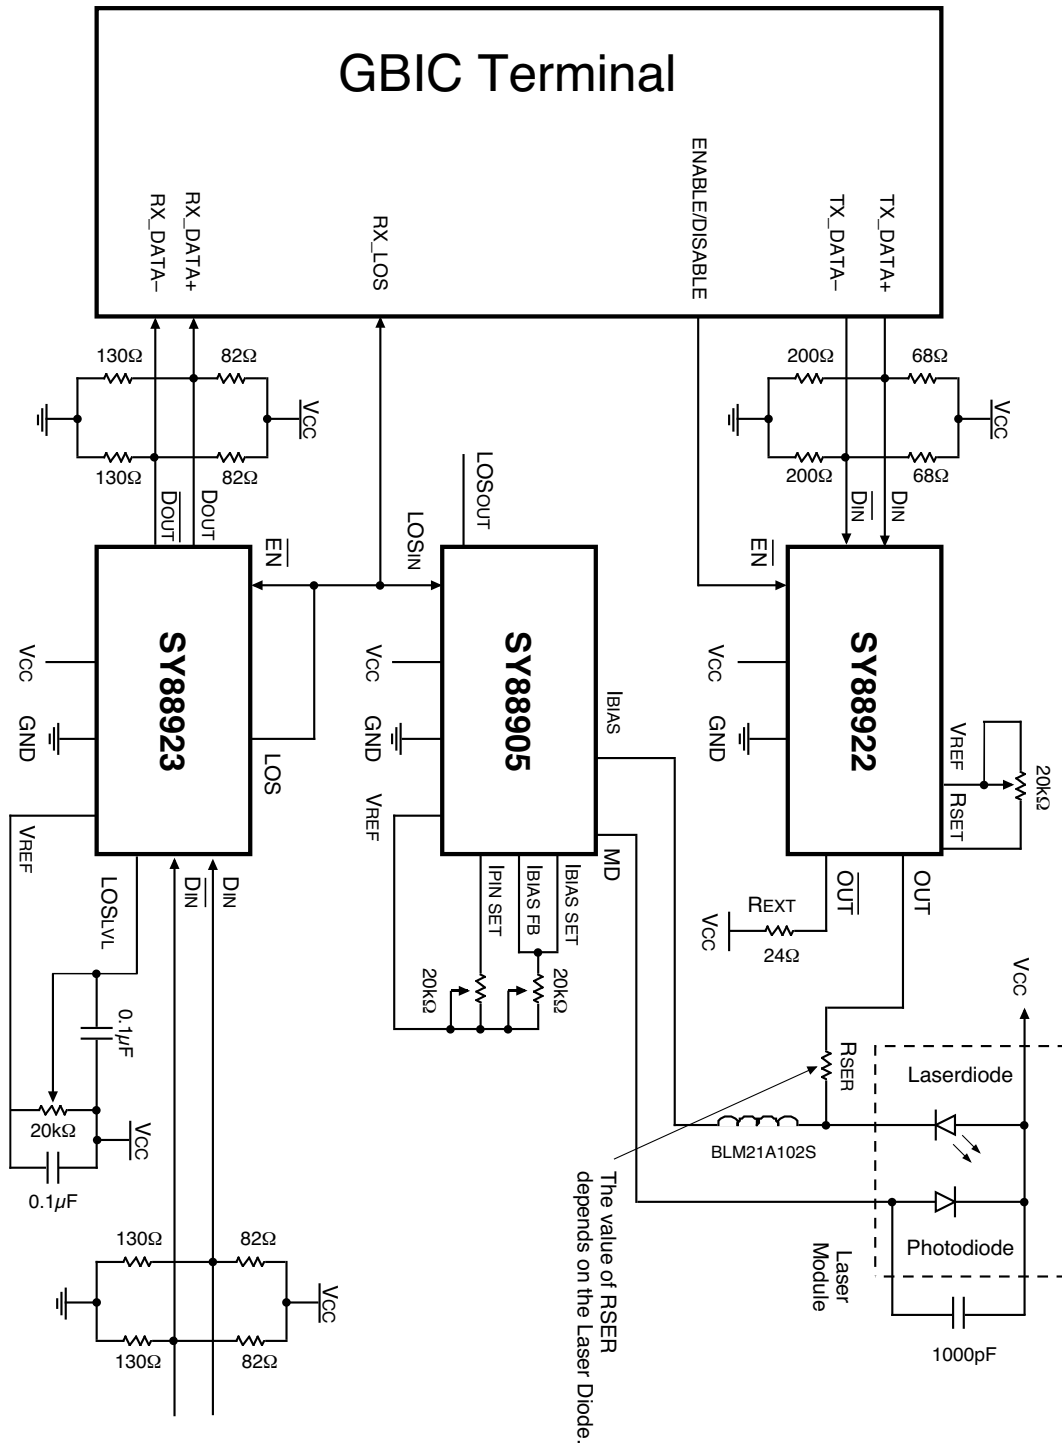 GBIC Terminal
RX_DATA–
RX_DATA+
RX_LOS
ENABLE/DISABLE
TX_DATA–
TX_DATA+
130Ω
82Ω
VCC
130Ω
82Ω
200Ω
68Ω
VCC
200Ω
68Ω
DOUT
DOUT
EN
LOSIN
LOSOUT
EN
DIN
DIN
SY88923
VCC
GND
LOS
VREF
LOSLVL
DIN
DIN
SY88905
VCC
GND
VREF
IBIAS
MD
IPIN SET
IBIAS FB
IBIAS SET
20kΩ
20kΩ
SY88922
VCC
GND
VREF
RSET
20kΩ
OUT
OUT
REXT
24Ω
VCC
VCC
RSER
Laserdiode
BLM21A102S
Photodiode
Laser
Module
1000pF
The value of RSER
depends on the Laser Diode.
0.1µF
20kΩ
VCC
0.1µF
130Ω
82Ω
VCC
130Ω
82Ω